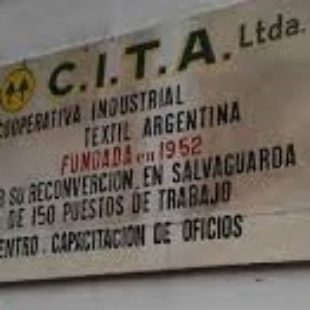 C.I.T.A. Ltda.
COOPERATIVA INDUSTRIAL
TEXTIL ARGENTINA
FUNDADA en 1952
SU RECONVERCION, EN SALVAGUARDA
DE 150 PUESTOS DE TRABAJO
CENTRO CAPACITACION DE OFICIOS